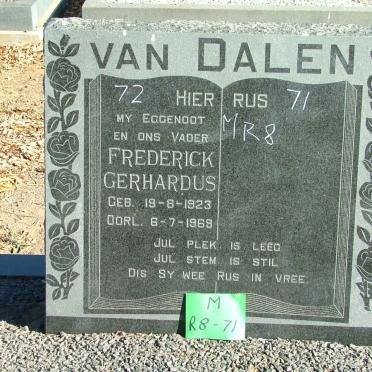 VAN DALEN
72 HIER RUS 71
MY EGGENOOT
EN ONS VADER
MR8
FREDERICK
GERHARDUS
GEB. 19-8-1923
OORL. 6-7-1969
JUL PLEK IS LEEG
JUL STEM IS STIL
DIS SY WEE RUS IN VREE
M
R8-71